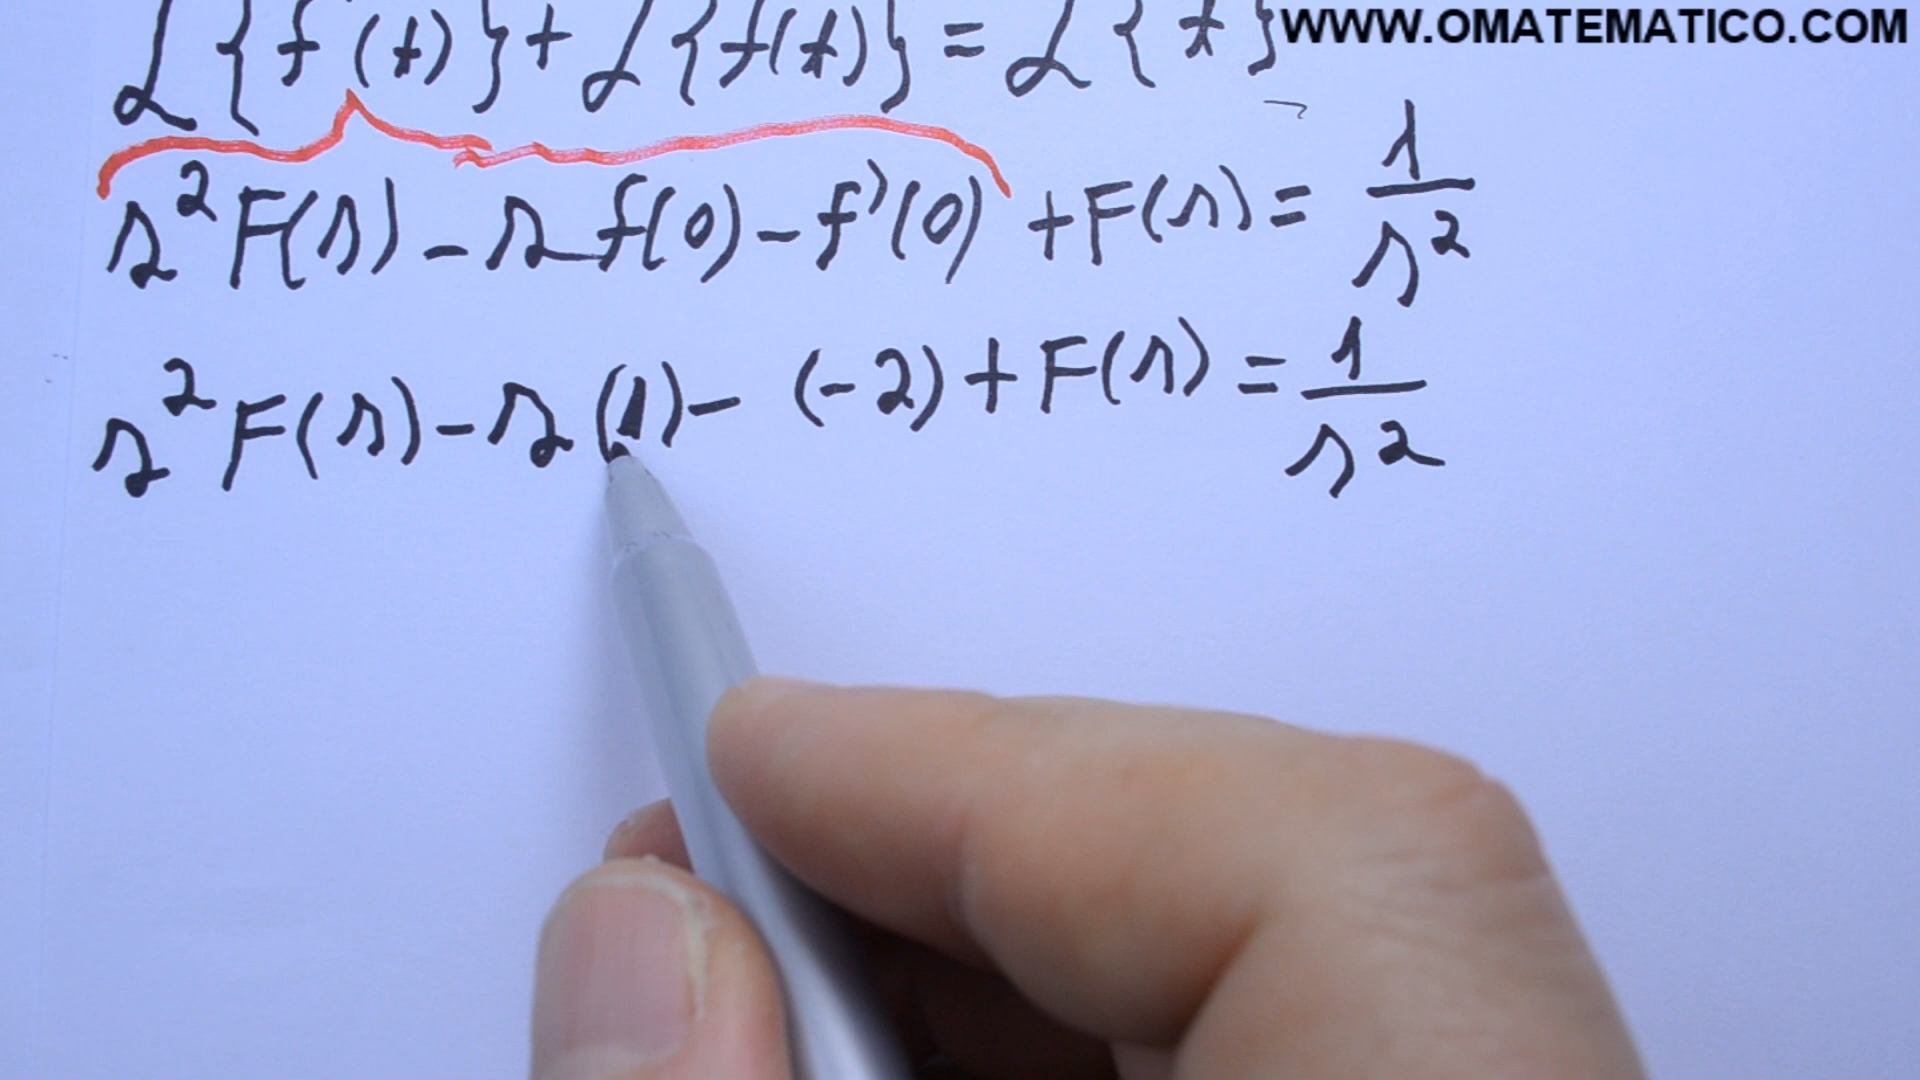 WWW.OMATEMATICO.COM
ℒ{f''(t)} + ℒ{f(t)} = ℒ{t}
s²F(s) - s f(0) - f'(0) + F(s) = 1/s²
s²F(s) - s(1) - (-2) + F(s) = 1/s²